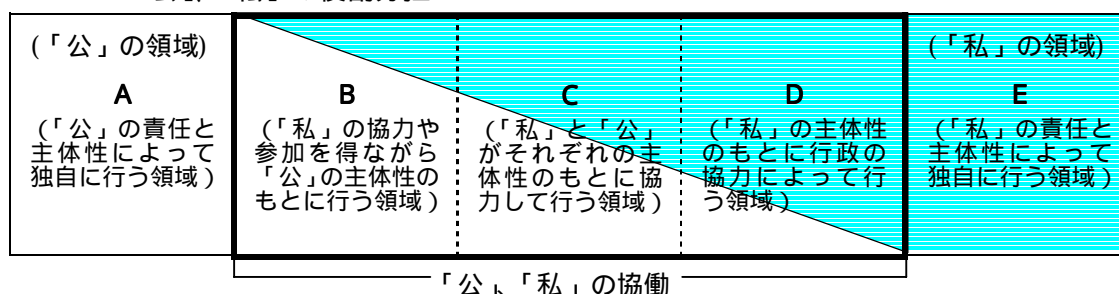 (「公」の領域)
A
(「公」の責任と
主体性によって
独自に行う領域)
B
(「私」の協力や
参加を得ながら
「公」の主体性の
もとに行う領域)
C
(「私」と「公」
がそれぞれの主
体性のもとに協
力して行う領域)
D
(「私」の主体性
のもとに行政の
協力によって行
う領域)
(「私」の領域)
E
(「私」の責任と
主体性によって
独自に行う領域)
「公」、「私」の協働